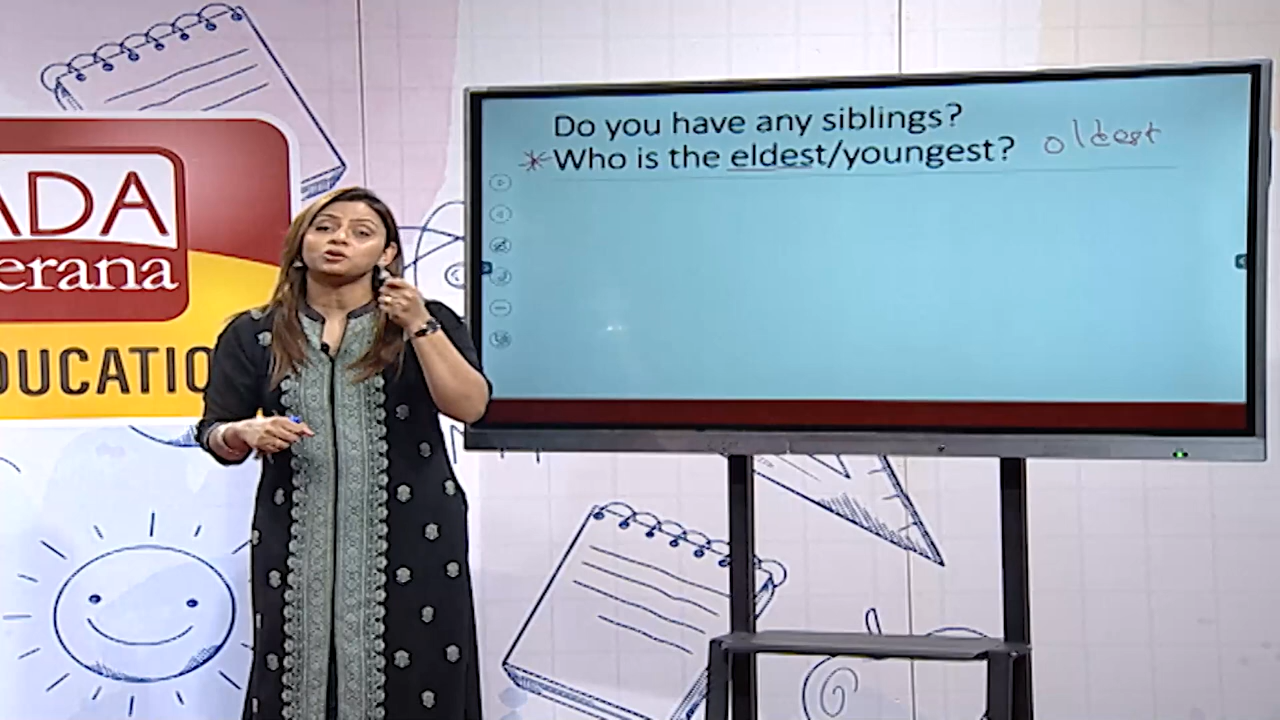 Do you have any siblings?
*Who is the eldest/youngest? oldest
ADA
erana
DUCATIO